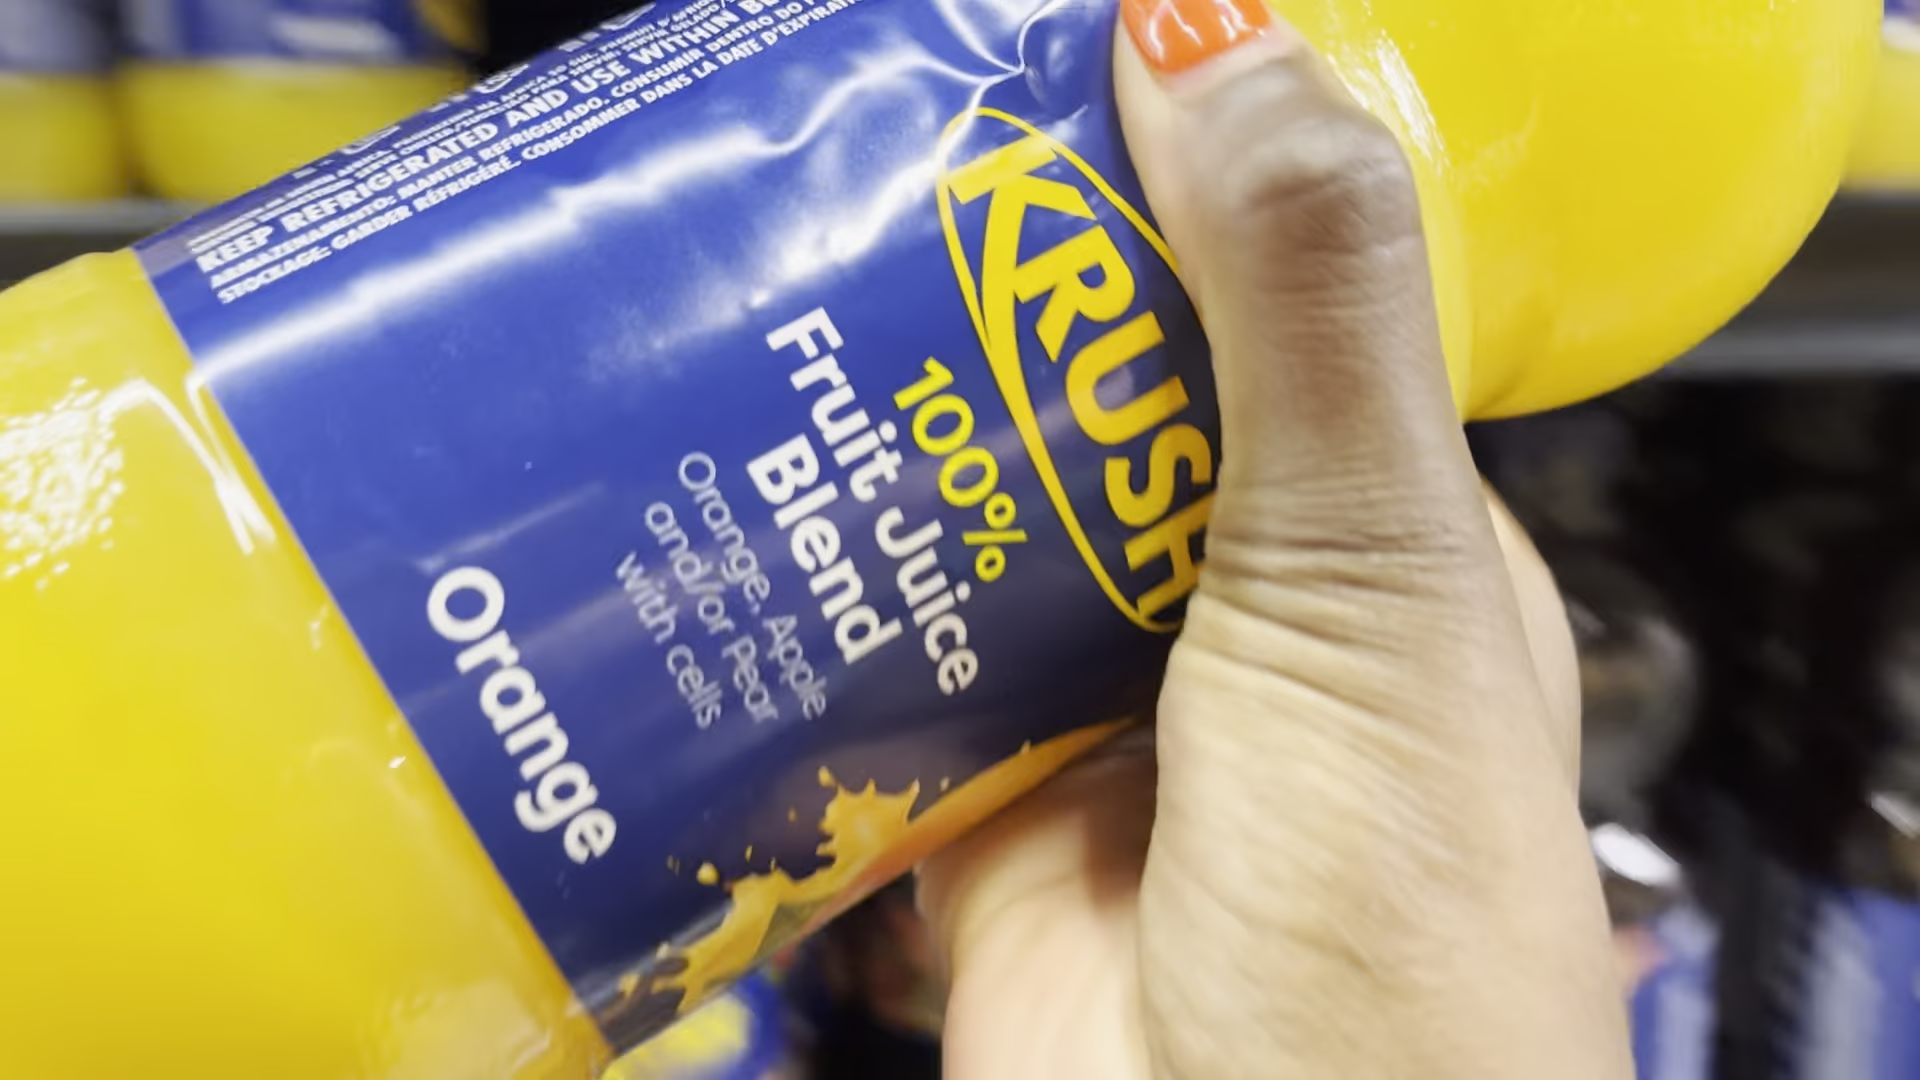 KRUSH
100%
Fruit Juice
Blend
Orange, Apple
and/or Pear
with cells
Orange
KEEP REFRIGERATED AND USE WITHIN
ARMAZENAMENTO: MANTER REFRIGERADO. CONSUMIR DENTRO DO
STOCKAGE: GARDER RÉFRIGÉRÉ. CONSOMMER DANS LA DATE D'EXPIRATI